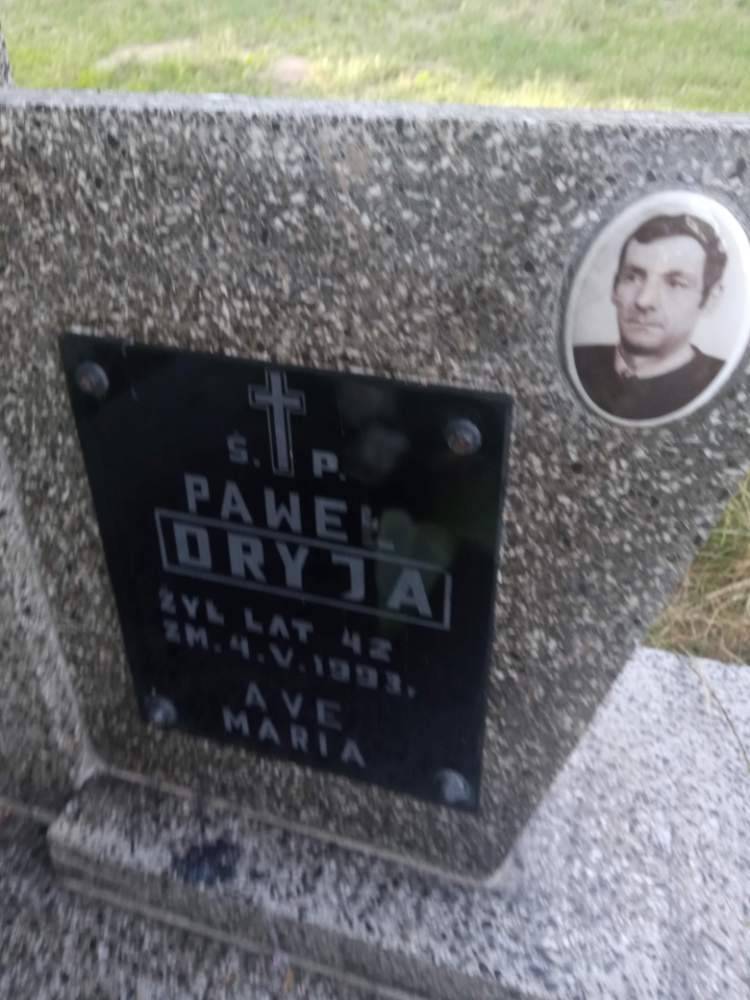 Ś. P.
PAWEŁ
DRYJA
ŻYŁ LAT 42
ZM. 4.V.1993.
AVE
MARIA